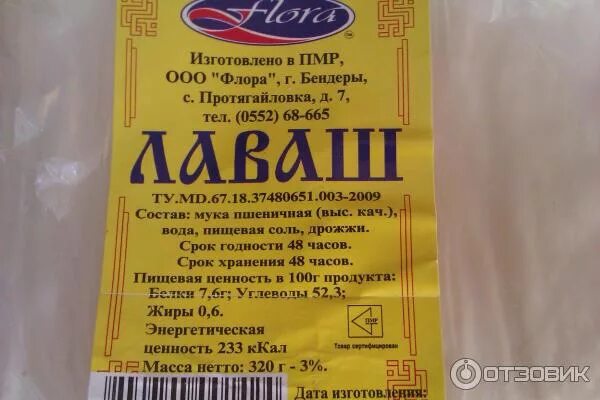 Flora
TM
Изготовлено в ПМР,
ООО "Флора", г. Бендеры,
с. Протягайловка, д. 7,
тел. (0552) 68-665
ЛАВАШ
ТУ.MD.67.18.37480651.003-2009
Состав: мука пшеничная (выс. кач.),
вода, пищевая соль, дрожжи.
Срок годности 48 часов.
Срок хранения 48 часов.
Пищевая ценность в 100г продукта:
Белки 7,6г; Углеводы 52,3;
Жиры 0,6.
Энергетическая
ценность 233 кКал
ПМР
Товар сертифицирован
Масса нетто: 320 г - 3%.
Дата изготовления:
ОТЗОВИК